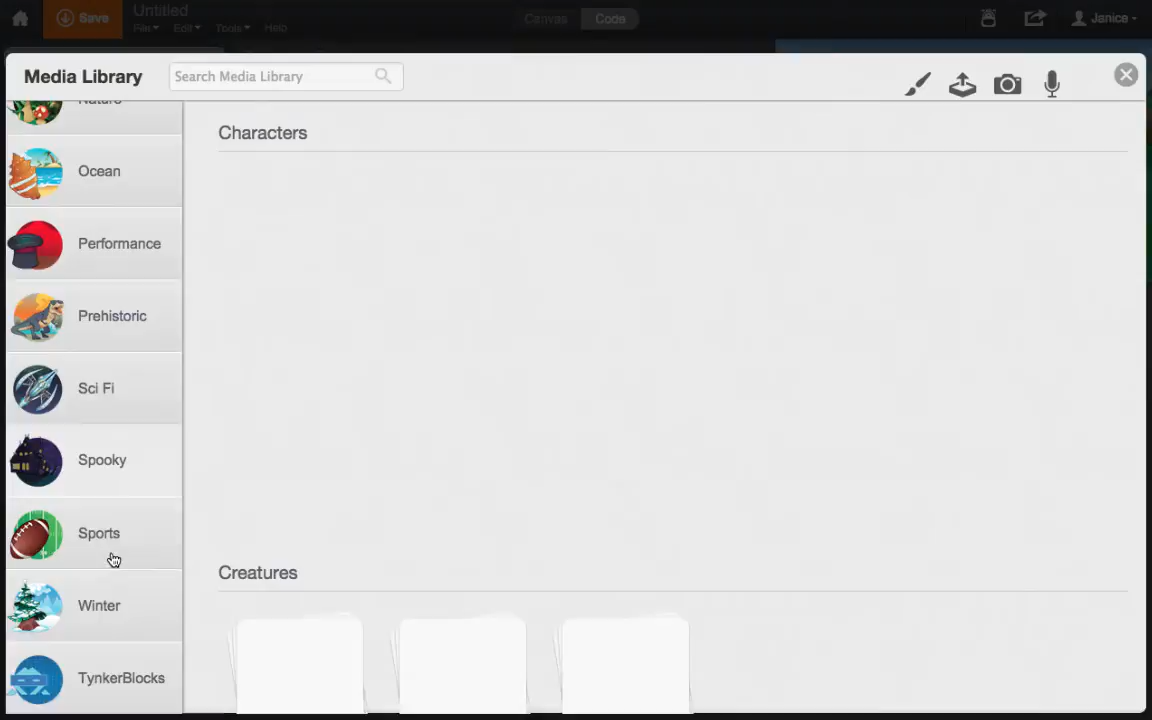 Untitled
Save
File Edit Tools Help
Canvas Code
Janice
Media Library
Search Media Library
Nature
Ocean
Performance
Prehistoric
Sci Fi
Spooky
Sports
Winter
TynkerBlocks
Characters
Creatures